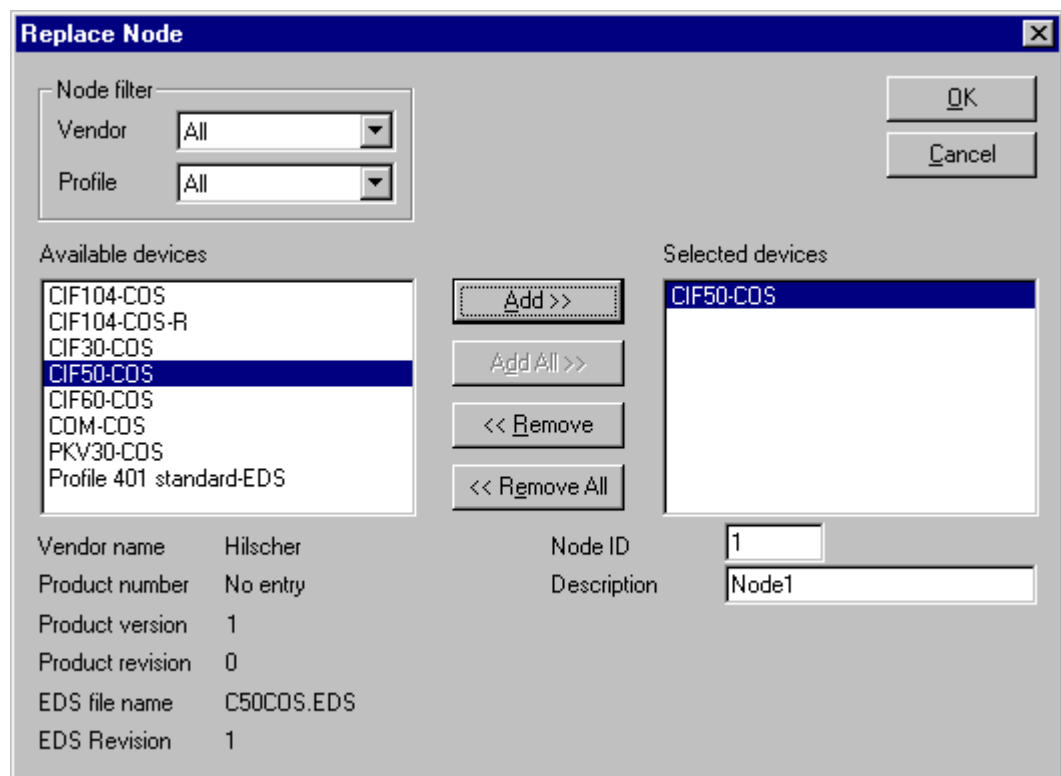 Replace Node
Node filter
Vendor All
Profile All
OK
Cancel
Available devices
CIF104-COS
CIF104-COS-R
CIF30-COS
CIF50-COS
CIF60-COS
COM-COS
PKV30-COS
Profile 401 standard-EDS
Add >>
Add All >>
<< Remove
<< Remove All
Selected devices
CIF50-COS
Vendor name Hilscher
Product number No entry
Product version 1
Product revision 0
EDS file name C50COS.EDS
EDS Revision 1
Node ID 1
Description Node1